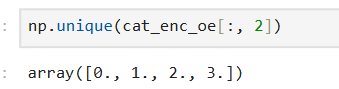 : np.unique(cat_enc_oe[:, 2])
: array([0., 1., 2., 3.])